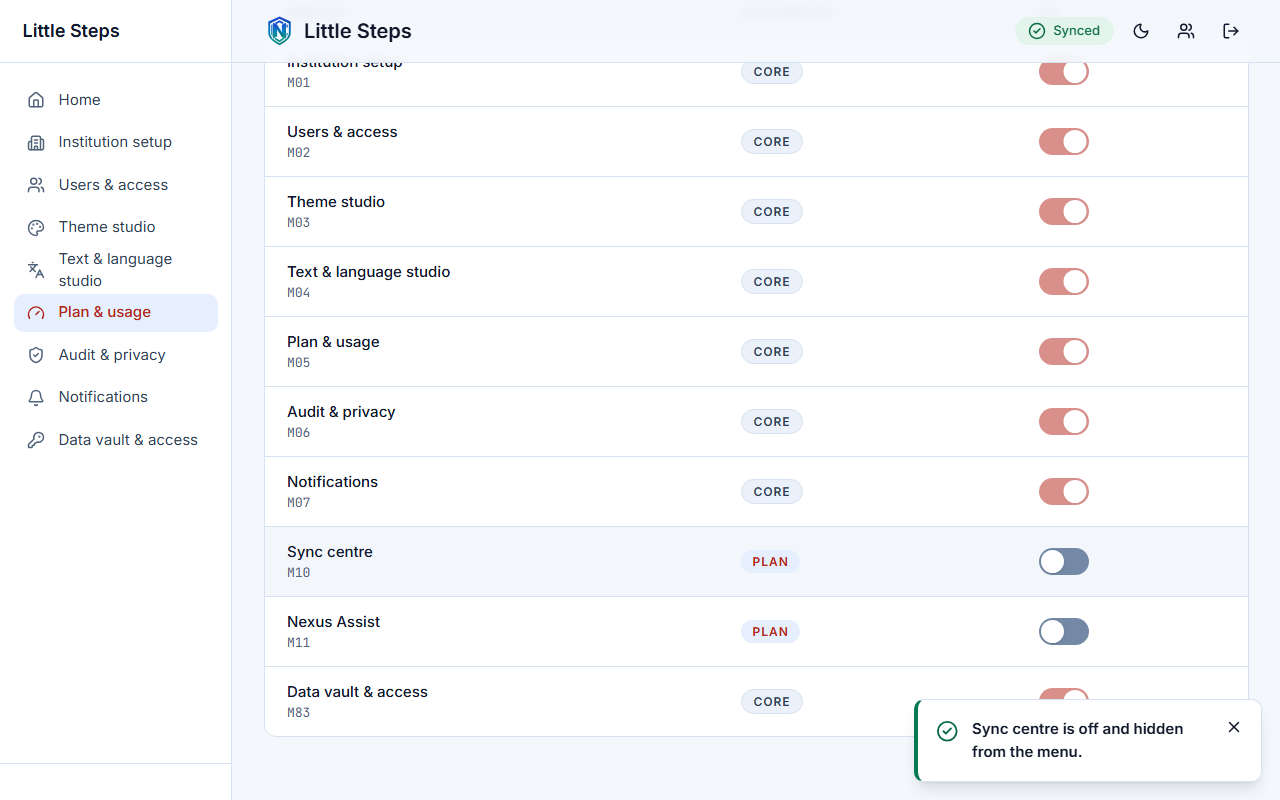 Little Steps
Little Steps
Synced
Home
Institution setup
Users & access
Theme studio
Text & language
studio
Plan & usage
Audit & privacy
Notifications
Data vault & access
Institution setup
M01
CORE
Users & access
M02
CORE
Theme studio
M03
CORE
Text & language studio
M04
CORE
Plan & usage
M05
CORE
Audit & privacy
M06
CORE
Notifications
M07
CORE
Sync centre
M10
PLAN
Nexus Assist
M11
PLAN
Data vault & access
M83
CORE
Sync centre is off and hidden
from the menu.